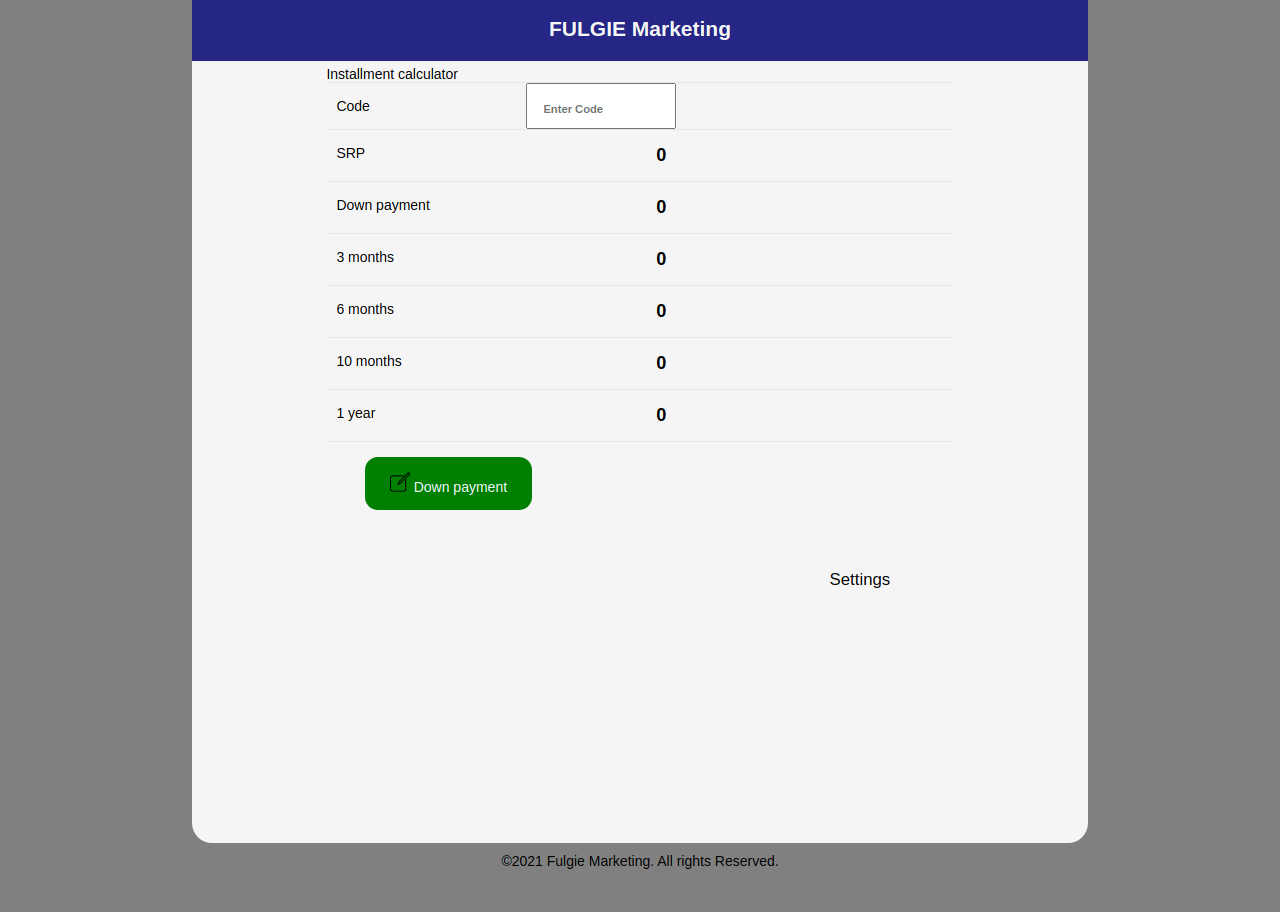 FULGIE Marketing
Installment calculator
Code Enter Code
SRP 0
Down payment 0
3 months 0
6 months 0
10 months 0
1 year 0
Down payment
Settings
©2021 Fulgie Marketing. All rights Reserved.